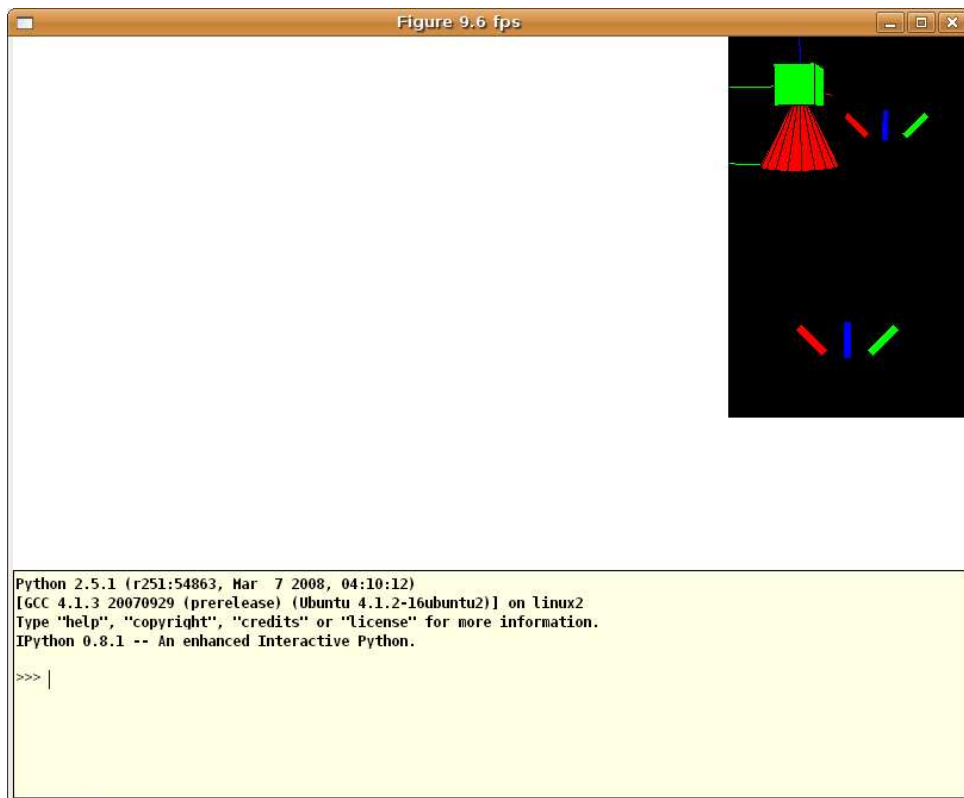 Figure 9.6 fps
Python 2.5.1 (r251:54863, Mar  7 2008, 04:10:12)
[GCC 4.1.3 20070929 (prerelease) (Ubuntu 4.1.2-16ubuntu2)] on linux2
Type "help", "copyright", "credits" or "license" for more information.
IPython 0.8.1 -- An enhanced Interactive Python.
>>>